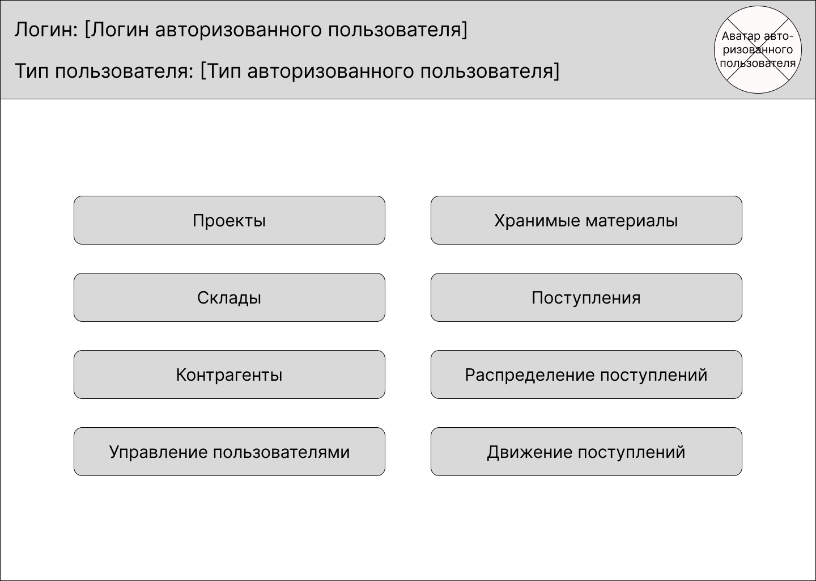 Логин: [Логин авторизованного пользователя]
Тип пользователя: [Тип авторизованного пользователя]
Аватар авто-
ризованного
пользователя
Проекты
Хранимые материалы
Склады
Поступления
Контрагенты
Распределение поступлений
Управление пользователями
Движение поступлений